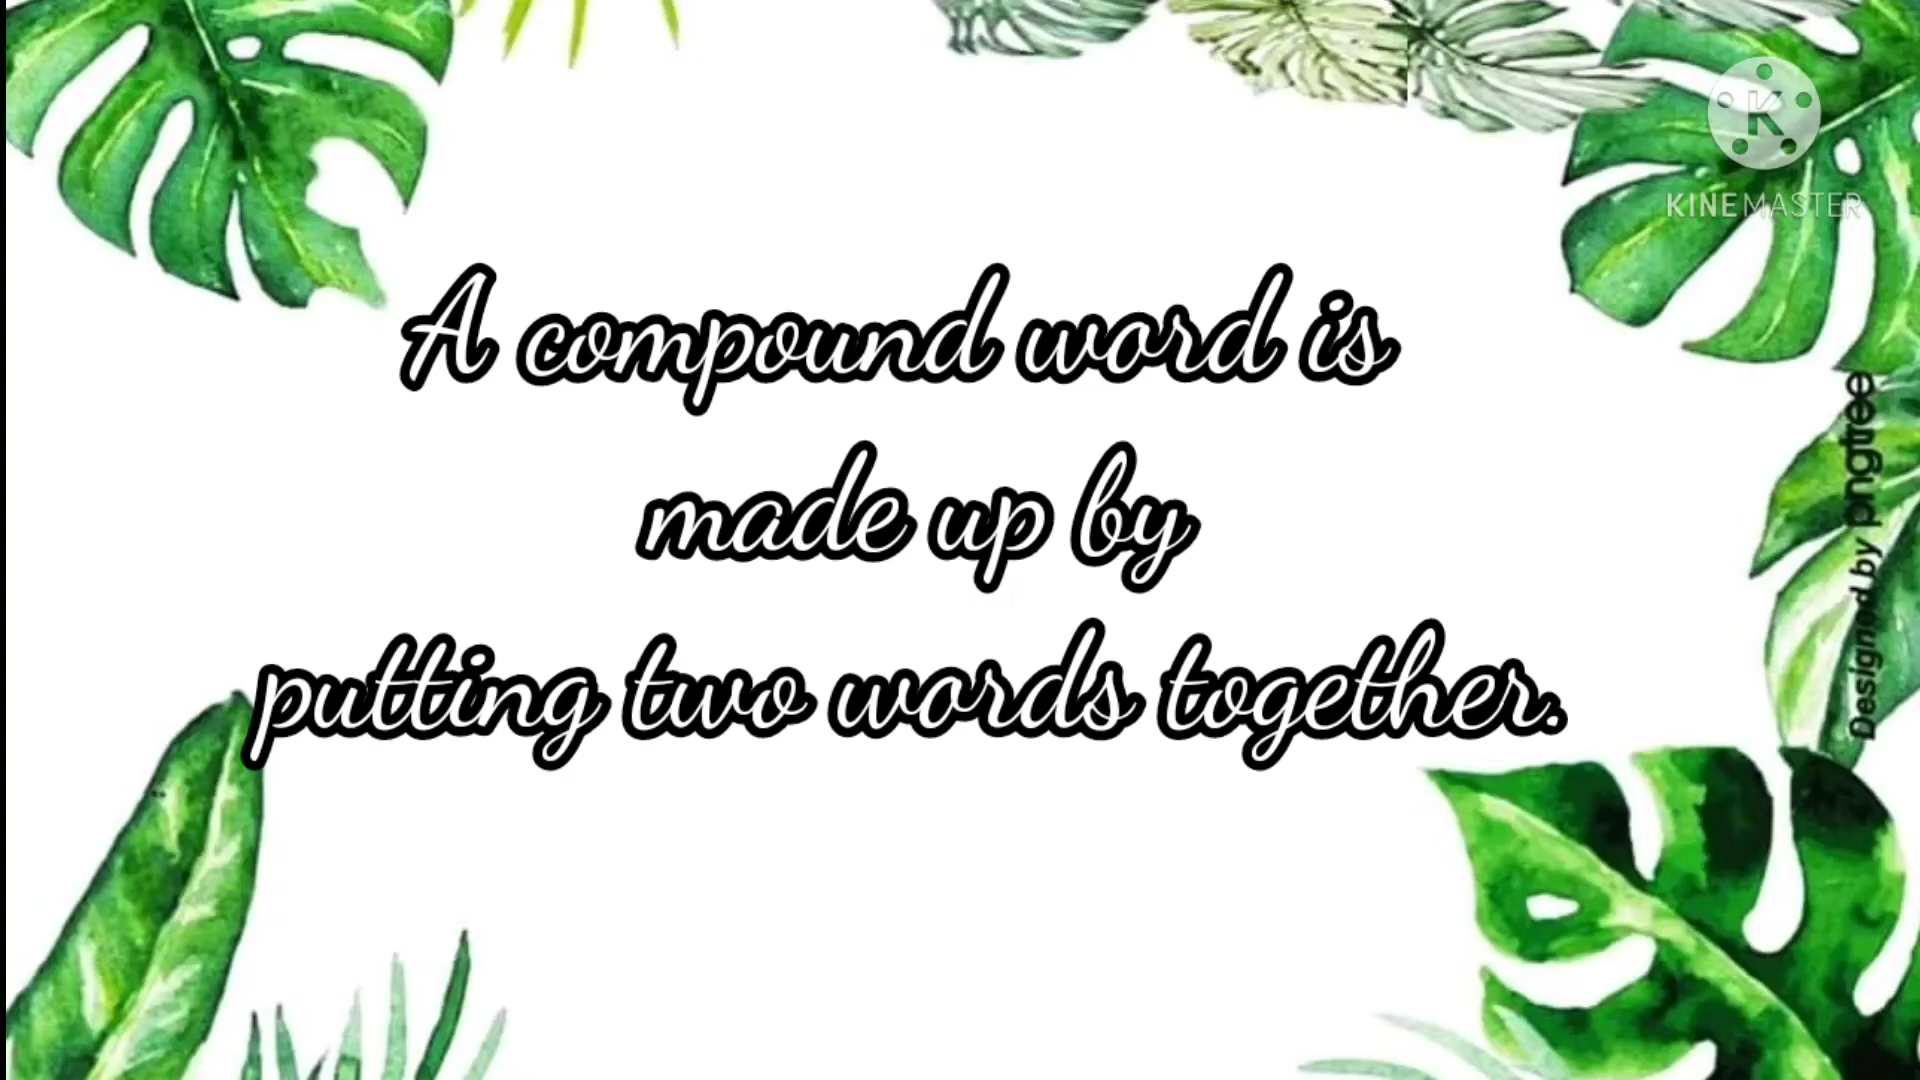 KINEMASTER
A compound word is
made up by
putting two words together.
Designed by pngtree